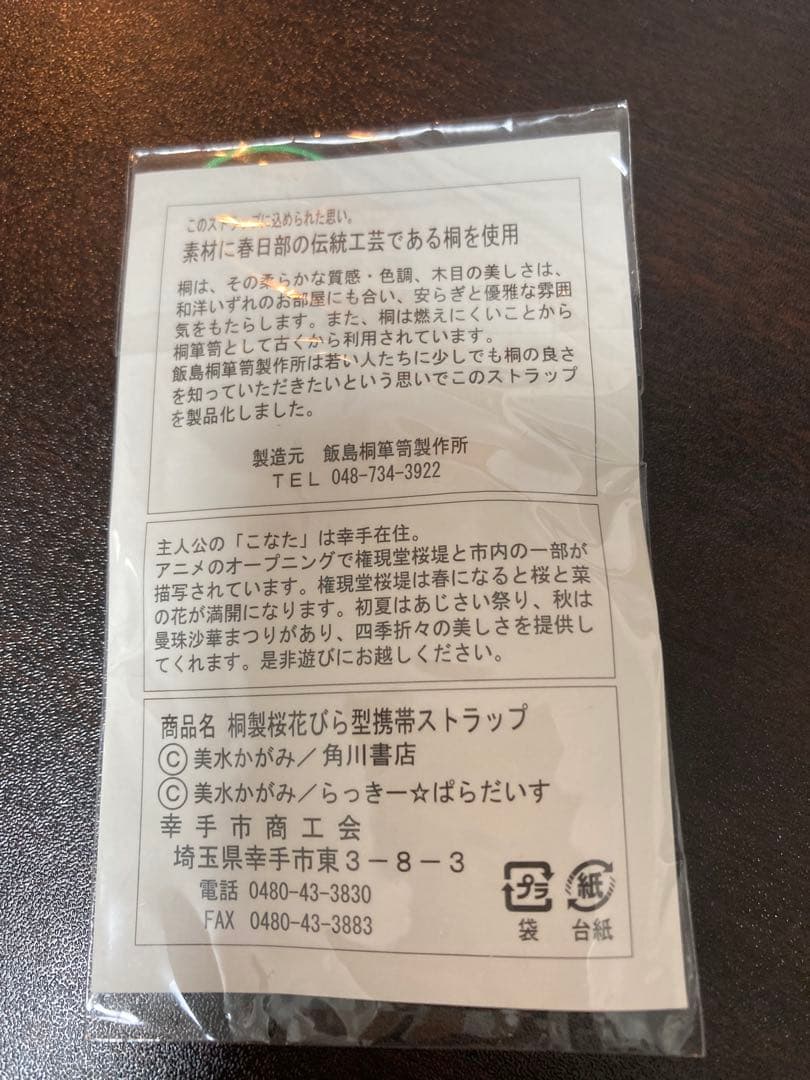 このストラップに込められた思い。
素材に春日部の伝統工芸である桐を使用
桐は、その柔らかな質感・色調、木目の美しさは、
和洋いずれのお部屋にも合い、安らぎと優雅な雰囲
気をもたらします。また、桐は燃えにくいことから
桐箪笥として古くから利用されています。
飯島桐箪笥製作所は若い人たちに少しでも桐の良さ
を知っていただきたいという思いでこのストラップ
を製品化しました。
製造元 飯島桐箪笥製作所
TEL 048-734-3922
主人公の「こなた」は幸手在住。
アニメのオープニングで権現堂桜堤と市内の一部が
描写されています。権現堂桜堤は春になると桜と菜
の花が満開になります。初夏はあじさい祭り、秋は
曼珠沙華まつりがあり、四季折々の美しさを提供し
てくれます。是非遊びにお越しください。
商品名 桐製桜花びら型携帯ストラップ
Ⓒ美水かがみ／角川書店
Ⓒ美水かがみ／らっきー☆ぱらだいす
幸手市商工会
埼玉県幸手市東3-8-3
電話 0480-43-3830
FAX 0480-43-3883
プラ 紙
袋 台紙